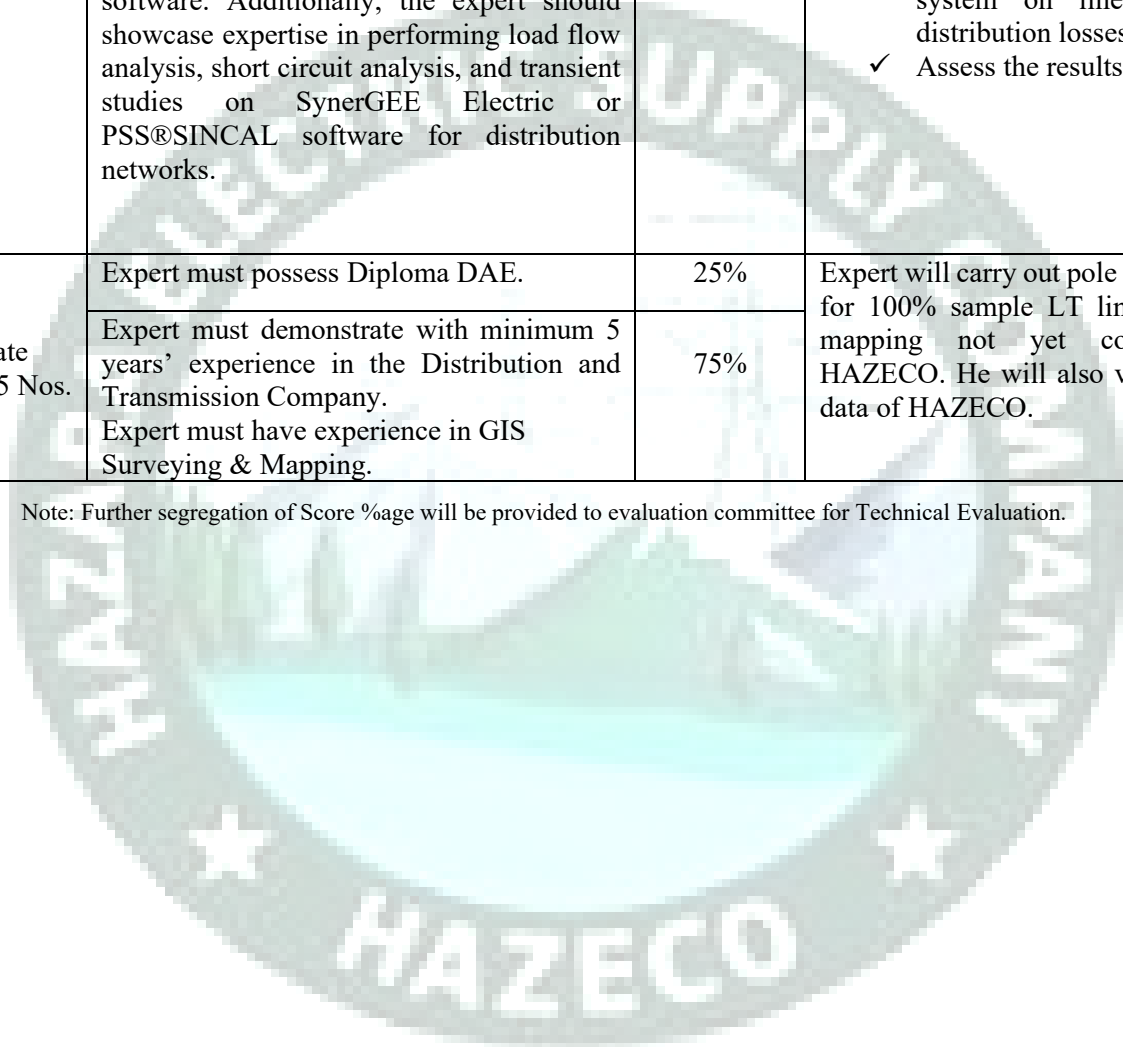 software. Additionally, the expert should
showcase expertise in performing load flow
analysis, short circuit analysis, and transient
studies on SynerGEE Electric or
PSS®SINCAL software for distribution
networks.
system on
distribution losses
✓ Assess the results
Expert must possess Diploma DAE.
25%
Expert will carry out pole
for 100% sample LT
mapping not yet
HAZECO. He will also
data of HAZECO.
5 Nos.
Expert must demonstrate with minimum 5
years’ experience in the Distribution and
Transmission Company.
Expert must have experience in GIS
Surveying & Mapping.
75%
Note: Further segregation of Score %age will be provided to evaluation committee for Technical Evaluation.
HAZARA ELECTRIC SUPPLY COMPANY
HAZECO